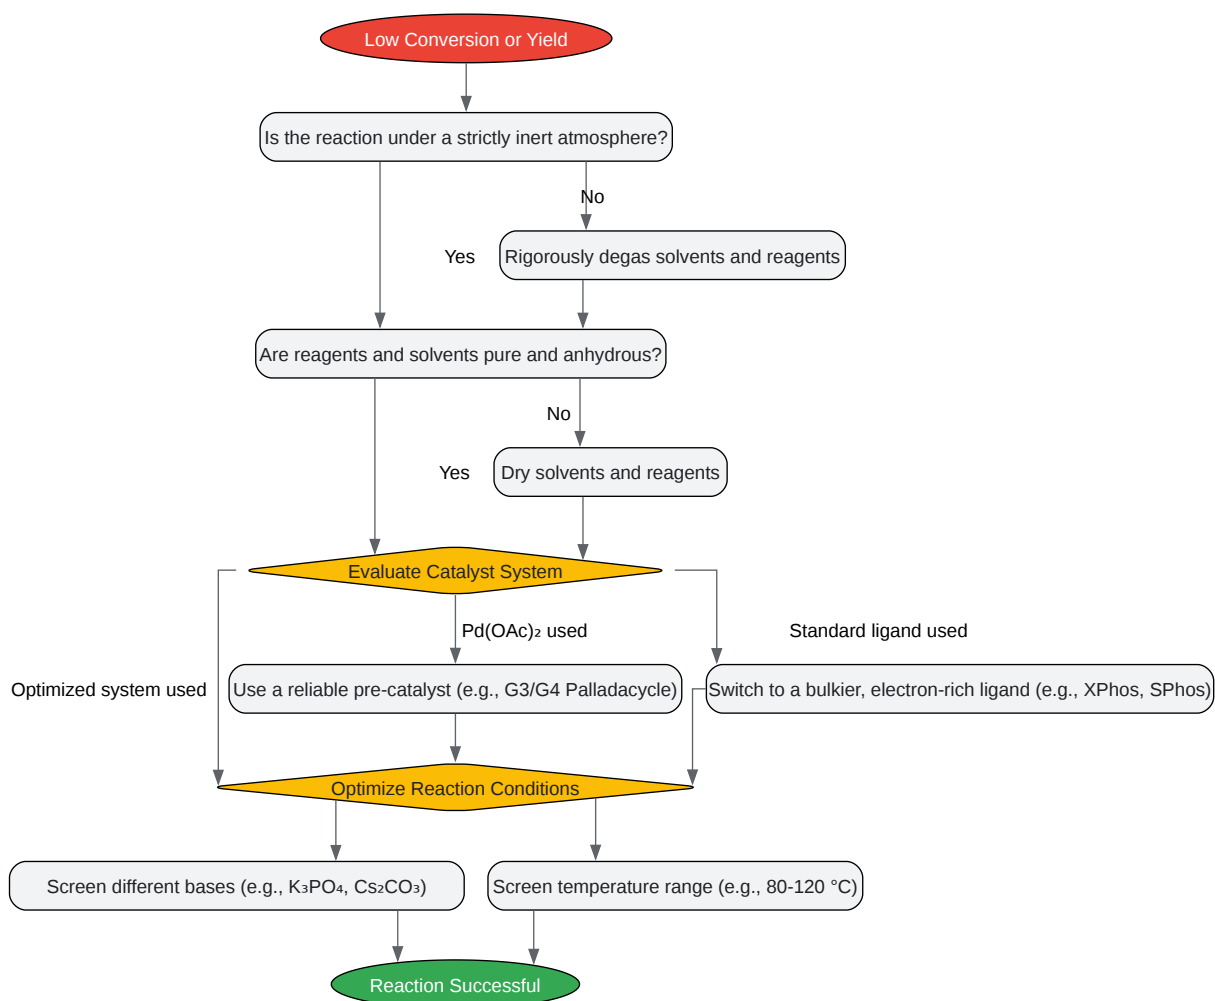 Low Conversion or Yield
Is the reaction under a strictly inert atmosphere?
No
Yes
Rigorously degas solvents and reagents
Are reagents and solvents pure and anhydrous?
No
Yes
Dry solvents and reagents
Evaluate Catalyst System
Pd(OAc)₂ used
Standard ligand used
Optimized system used
Use a reliable pre-catalyst (e.g., G3/G4 Palladacycle)
Switch to a bulkier, electron-rich ligand (e.g., XPhos, SPhos)
Optimize Reaction Conditions
Screen different bases (e.g., K₃PO₄, Cs₂CO₃)
Screen temperature range (e.g., 80-120 °C)
Reaction Successful